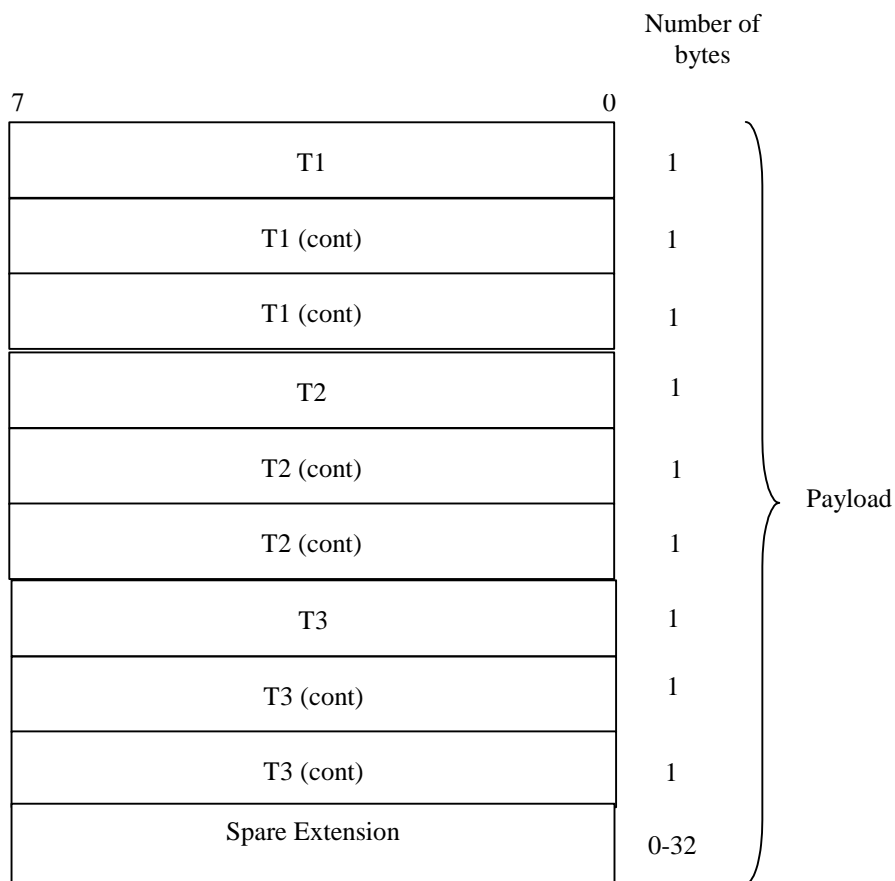 Number of
bytes
7 0
T1 1
T1 (cont) 1
T1 (cont) 1
T2 1
T2 (cont) 1
T2 (cont) 1
Payload
T3 1
T3 (cont) 1
T3 (cont) 1
Spare Extension
0-32